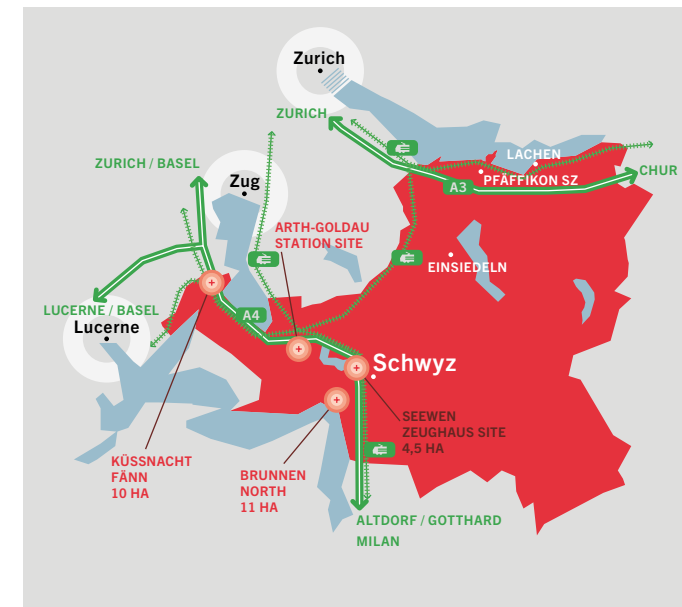 Zurich
ZURICH
LACHEN
ZURICH / BASEL
CHUR
PFÄFFIKON SZ
A3
Zug
ARTH-GOLDAU
STATION SITE
EINSIEDELN
LUCERNE / BASEL
A4
Lucerne
Schwyz
SEEWEN
ZEUGHAUS SITE
4,5 HA
KÜSSNACHT
FÄNN
10 HA
BRUNNEN
NORTH
11 HA
ALTDORF / GOTTHARD
MILAN